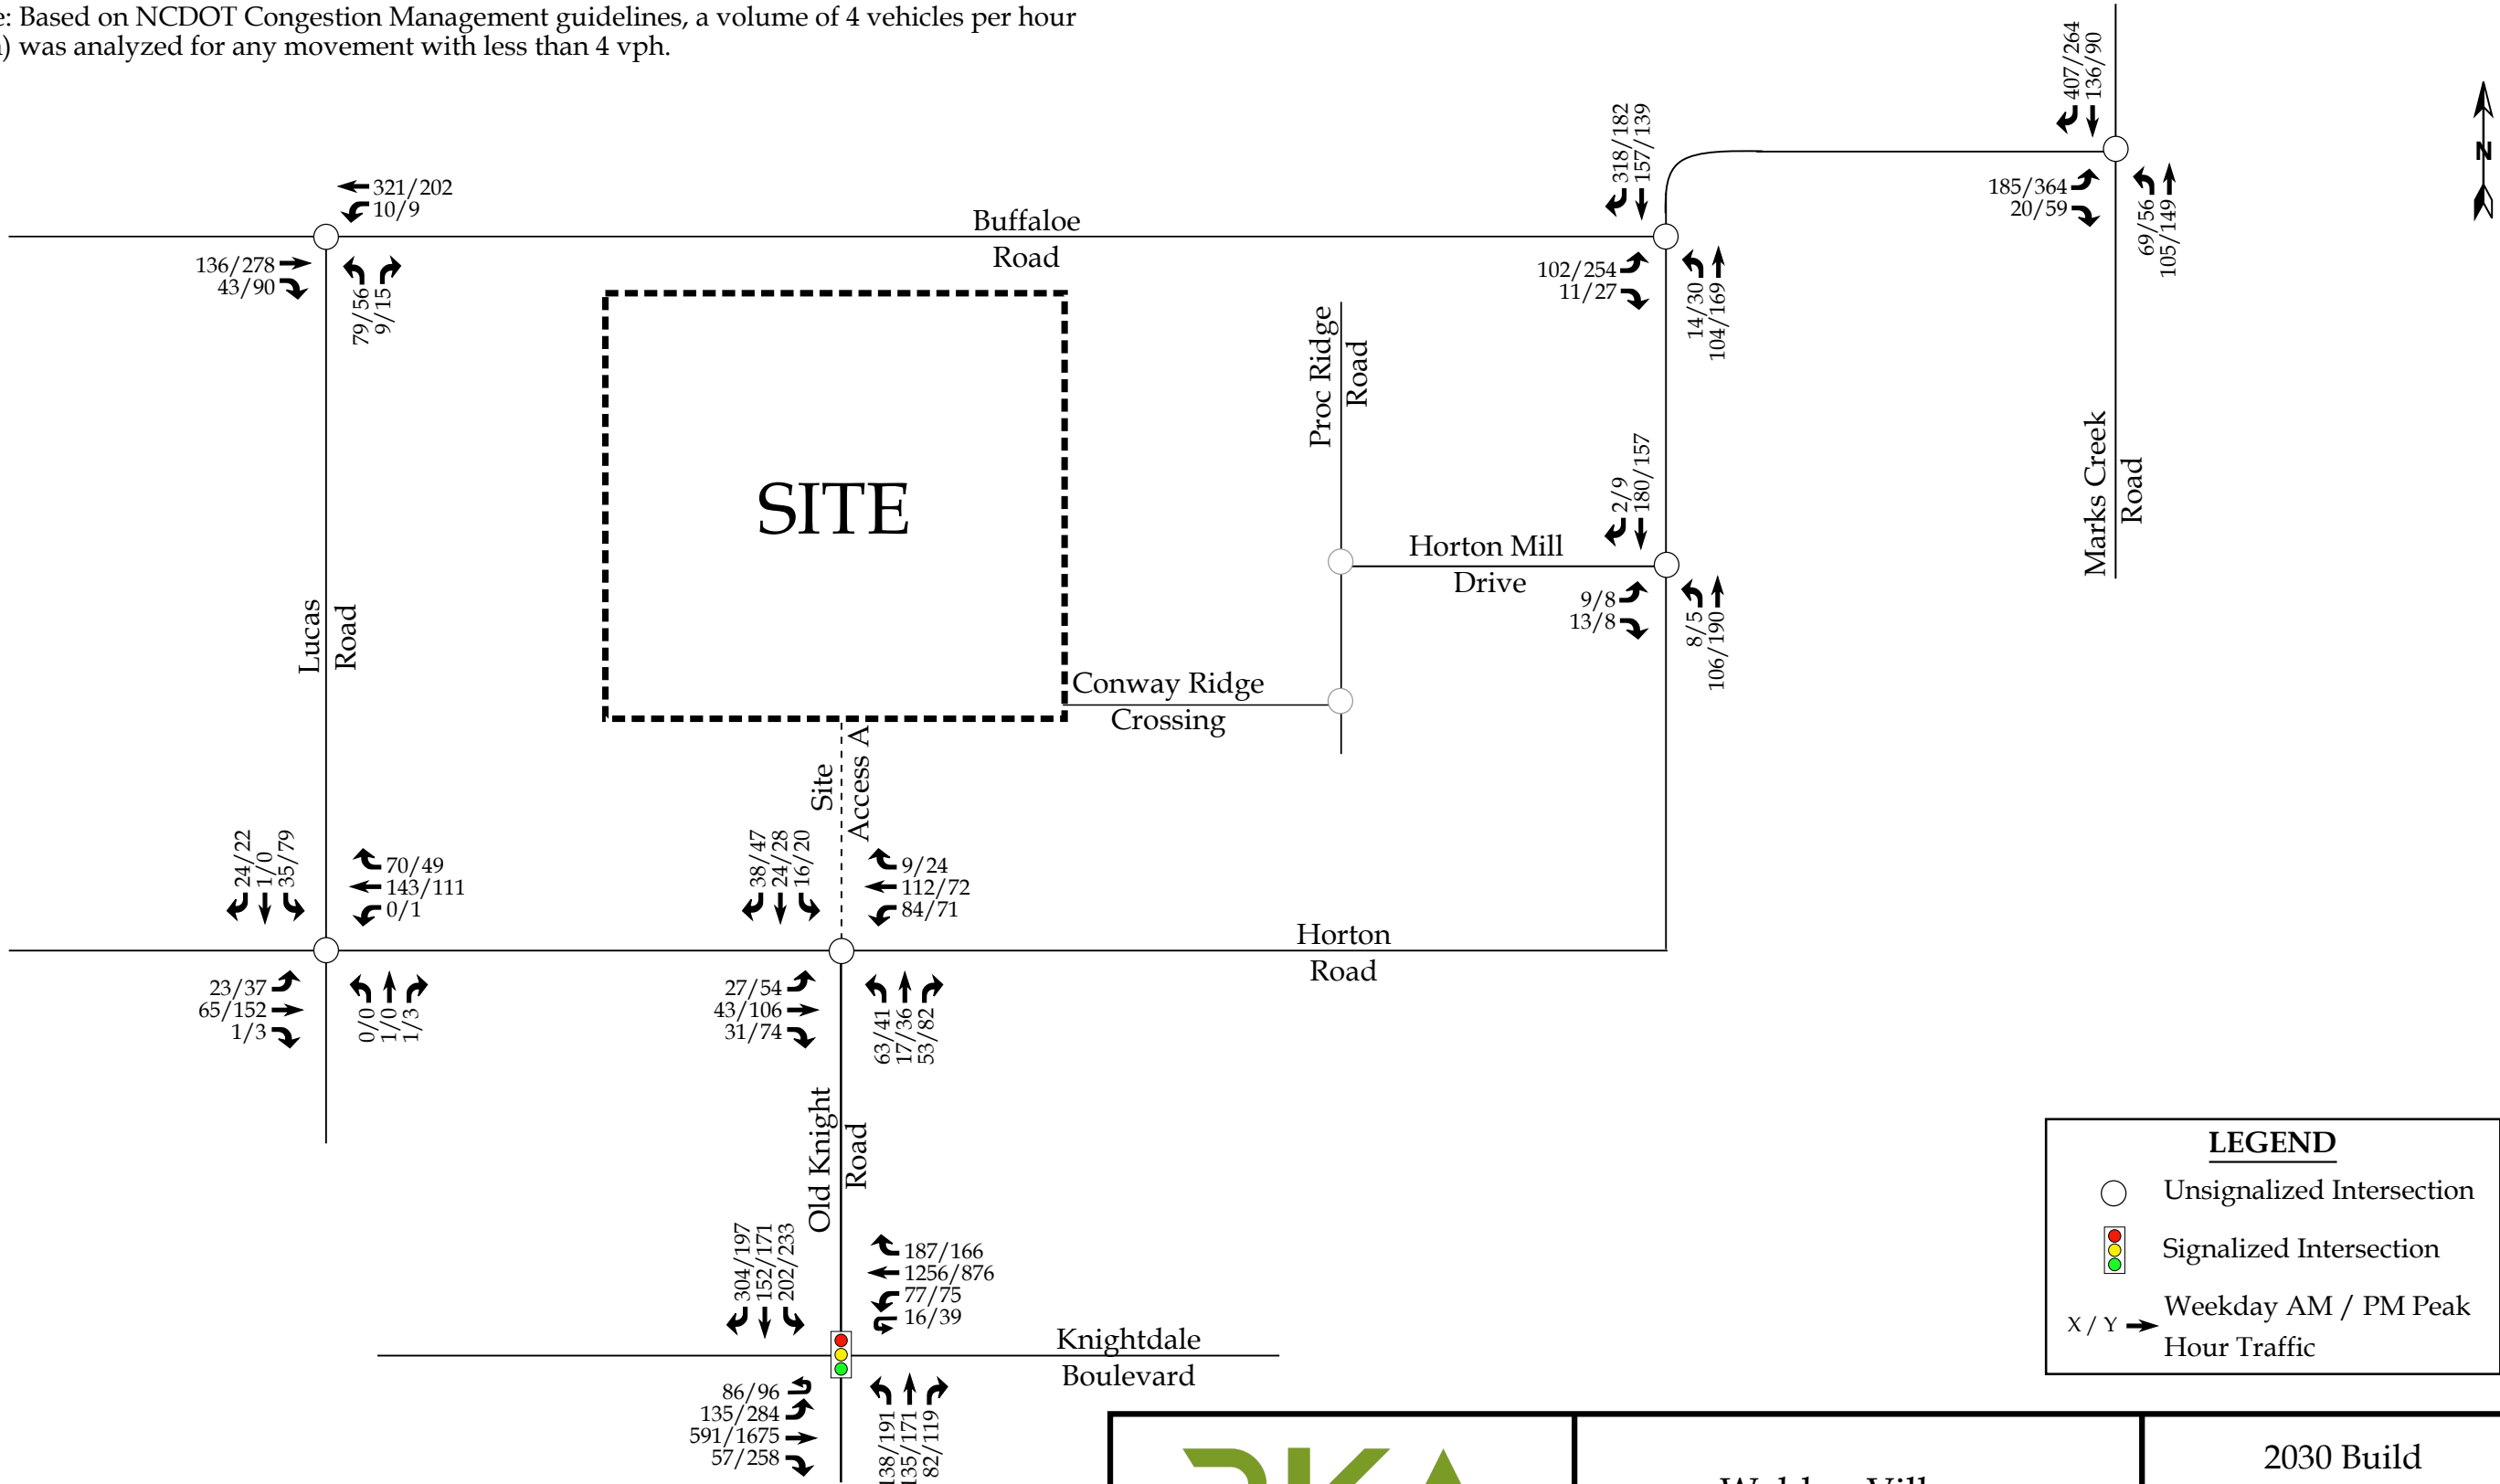 : Based on NCDOT Congestion Management guidelines, a volume of 4 vehicles per hour
) was analyzed for any movement with less than 4 vph.
407/264
136/90
N
318/182
157/139
321/202
10/9
Buffaloe
Road
136/278
43/90
79/56
9/15
102/254
11/27
14/30
104/169
185/364
20/59
69/56
105/149
Proc Ridge
Road
SITE
Marks Creek
Road
2/9
180/157
Horton Mill
Drive
9/8
13/8
8/5
106/190
Lucas
Road
Conway Ridge
Crossing
Site
Access A
24/22
1/0
35/79
70/49
143/111
0/1
38/47
24/28
16/20
9/24
112/72
84/71
Horton
Road
23/37
65/152
1/3
0/0
1/0
1/3
27/54
43/106
31/74
63/41
17/36
53/82
Old Knight
Road
304/197
152/171
202/233
187/166
1256/876
77/75
16/39
Knightdale
Boulevard
86/96
135/284
591/1675
57/258
138/191
135/171
82/119
LEGEND
Unsignalized Intersection
Signalized Intersection
X / Y
Weekday AM / PM Peak
Hour Traffic
2030 Build